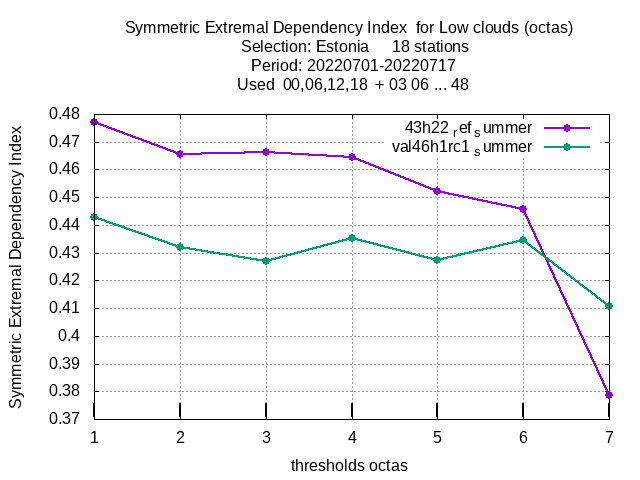 Symmetric Extremal Dependency Index for Low clouds (octas)
Selection: Estonia 18 stations
Period: 20220701-20220717
Used 00,06,12,18 + 03 06 ... 48
43h22 ref summer
val46h1rc1 summer
Symmetric Extremal Dependency Index
0.48
0.47
0.46
0.45
0.44
0.43
0.42
0.41
0.4
0.39
0.38
0.37
1 2 3 4 5 6 7
thresholds octas